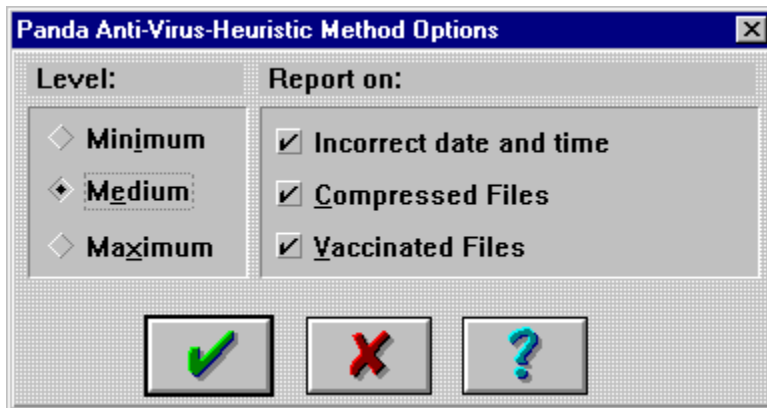 Panda Anti-Virus-Heuristic Method Options
Level:
Minimum
Medium
Maximum
Report on:
Incorrect date and time
Compressed Files
Vaccinated Files